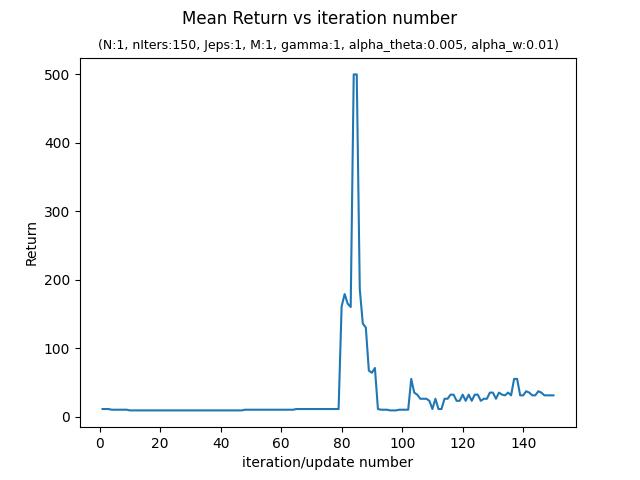 Mean Return vs iteration number
(N:1, nIters:150, Jeps:1, M:1, gamma:1, alpha_theta:0.005, alpha_w:0.01)
500
400
300
200
100
0
Return
0 20 40 60 80 100 120 140
iteration/update number